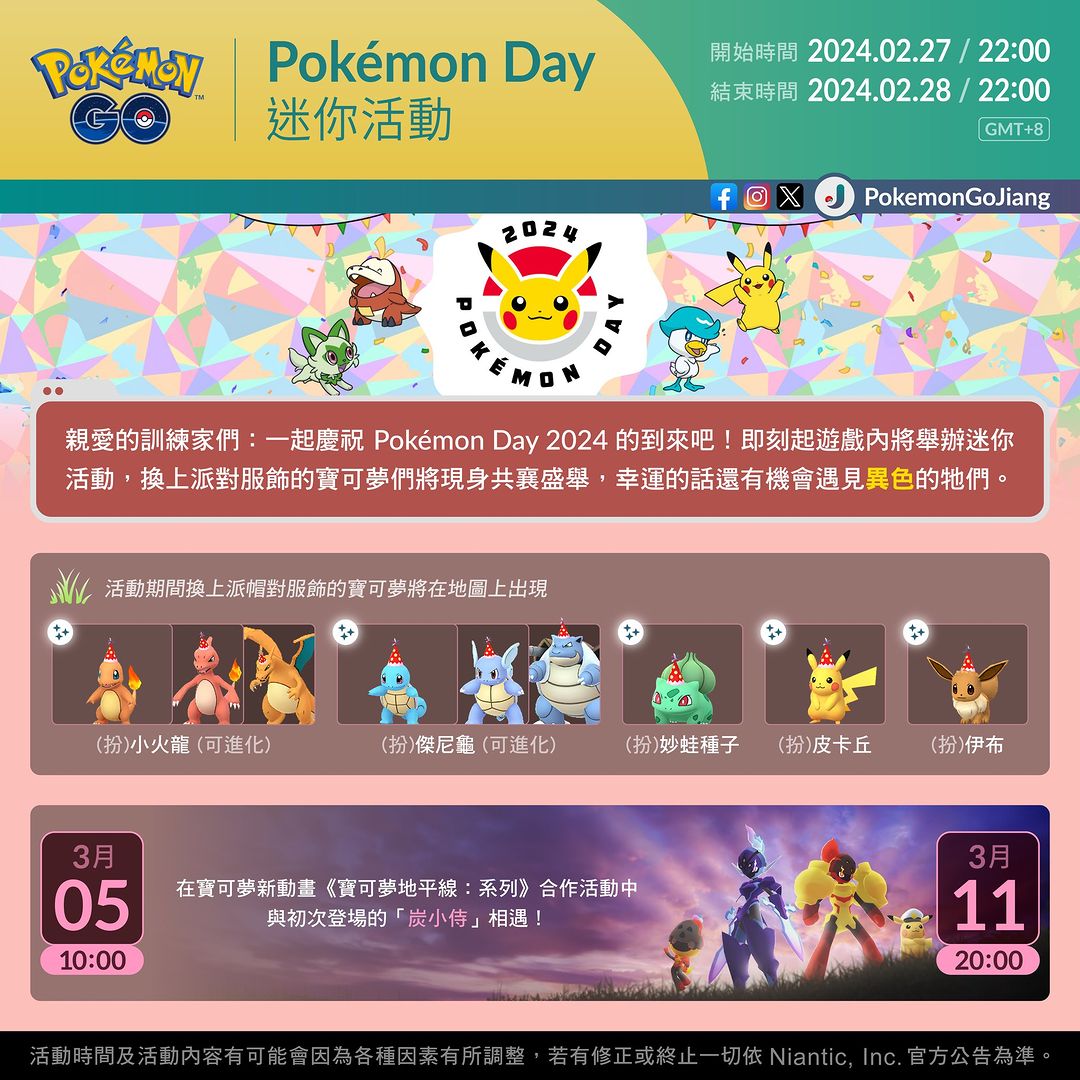 POKÉMON
GO
TM
Pokémon Day
迷你活動
開始時間 2024.02.27 / 22:00
結束時間 2024.02.28 / 22:00
GMT+8
PokemonGoJiang
2024
POKÉMON DAY
親愛的訓練家們：一起慶祝 Pokémon Day 2024 的到來吧！即刻起遊戲內將舉辦迷你
活動，換上派對服飾的寶可夢們將現身共襄盛舉，幸運的話還有機會遇見異色的牠們。
活動期間換上派帽對服飾的寶可夢將在地圖上出現
(扮)小火龍 (可進化)
(扮)傑尼龜 (可進化)
(扮)妙蛙種子
(扮)皮卡丘
(扮)伊布
3月
05
10:00
在寶可夢新動畫《寶可夢地平線：系列》合作活動中
與初次登場的「炭小侍」相遇！
3月
11
20:00
活動時間及活動內容有可能會因為各種因素有所調整，若有修正或終止一切依 Niantic, Inc. 官方公告為準。